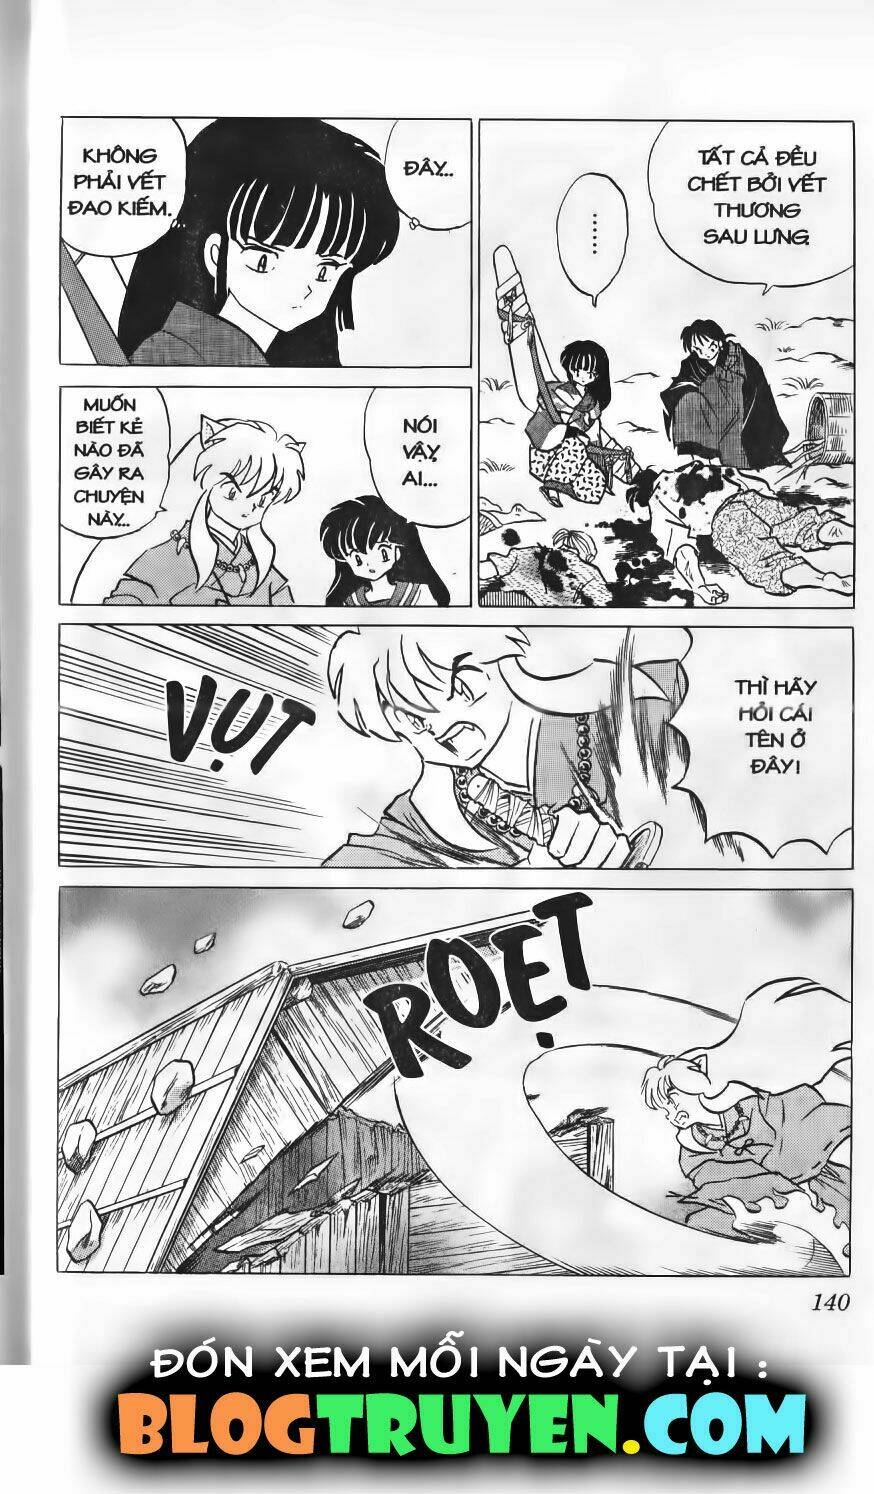 TẤT CẢ ĐỀU
CHẾT BỞI VẾT
THƯƠNG
SAU LƯNG.
........
ĐÂY...
KHÔNG
PHẢI VẾT
ĐAO KIẾM.
NÓI
VẬY,
AI...
MUỐN
BIẾT KẺ
NÀO ĐÃ
GÂY RA
CHUYỆN
NÀY...
THÌ HÃY
HỎI CÁI
TÊN Ở
ĐÂY!
VỤT
ROẸT
140
ĐÓN XEM MỖI NGÀY TẠI :
BLOGTRUYEN.COM